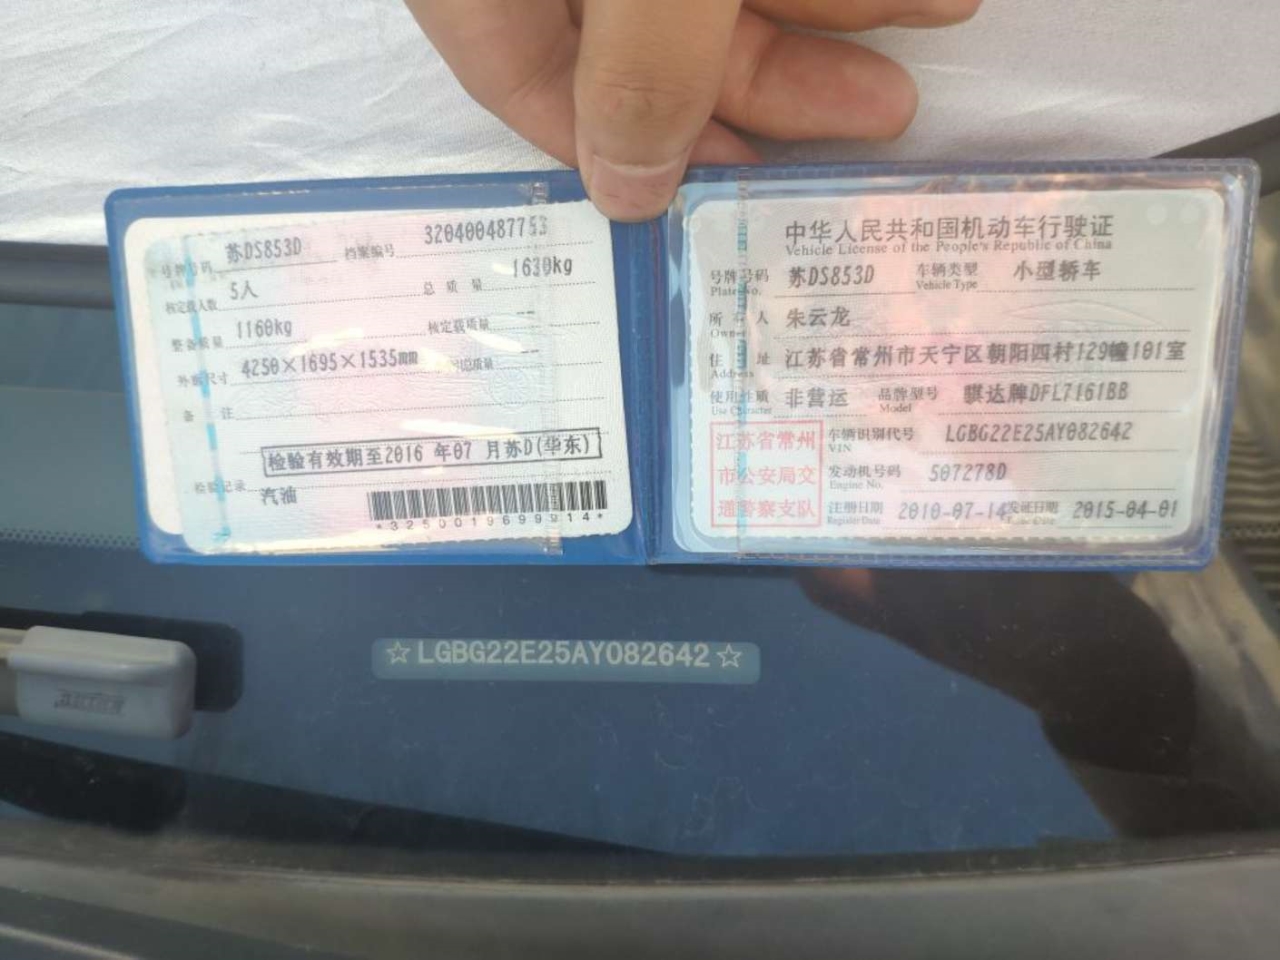 号牌号码 苏DS853D 档案编号 320400487753
核定载人数 5人 总质量 1630kg
整备质量 1160kg 核定载质量
外廓尺寸 4250×1695×1535mm
备注
检验有效期至2016 年07 月苏D(华东)
检验记录 汽油
*3250019699914*
中华人民共和国机动车行驶证
Vehicle License of the People's Republic of China
号牌号码 苏DS853D 车辆类型 小型轿车
Plate No. Vehicle Type
所有人 朱云龙
Owner
住址 江苏省常州市天宁区朝阳四村129幢101室
Address
使用性质 非营运 品牌型号 骐达牌DFL7161BB
Use Character Model
江苏省常州
市公安局交
通警察支队
车辆识别代号 LGBG22E25AY082642
VIN
发动机号码 507278D
Engine No.
注册日期 2010-07-14 发证日期 2015-04-01
Register Date
☆LGBG22E25AY082642☆